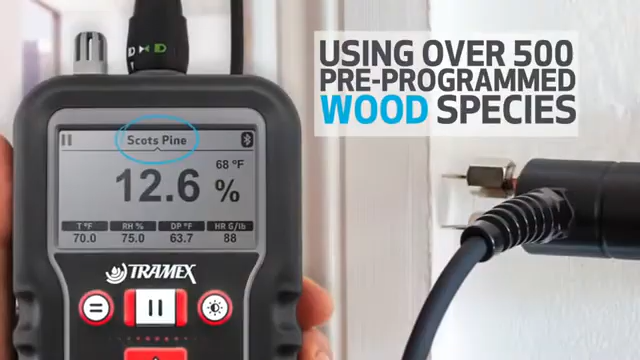 USING OVER 500
PRE-PROGRAMMED
WOOD SPECIES
Scots Pine
68 °F
12.6 %
T °F RH % DP °F HR G/lb
70.0 75.0 63.7 88
TRAMEX